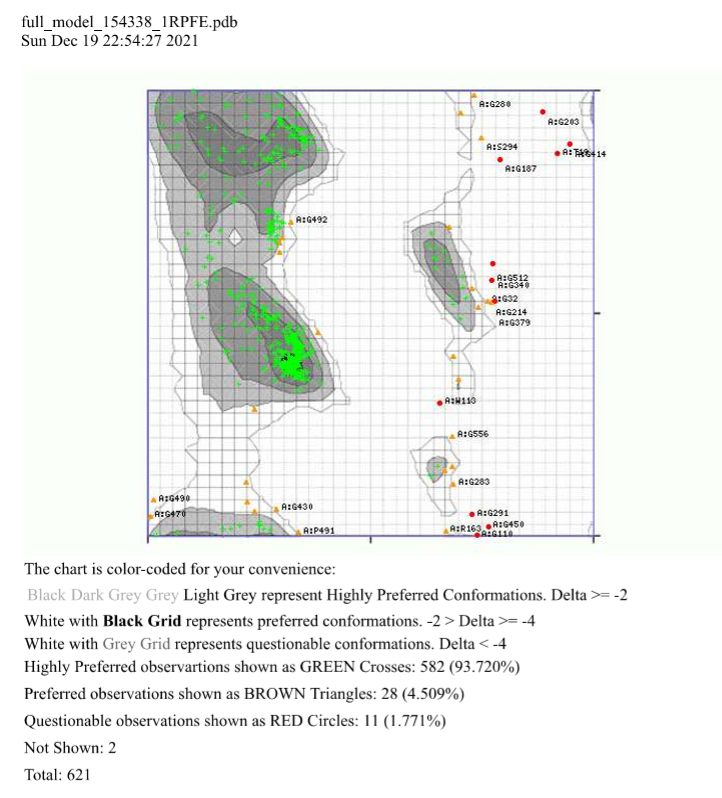 full_model_154338_1RPFE.pdb
Sun Dec 19 22:54:27 2021
A:G280
A:G203
A:S294
A:G414
A:G187
A:G492
A:G512
A:G340
A:G32
A:G214
A:G379
A:W113
A:G556
A:G283
A:G490
A:G470
A:G430
A:P491
A:G291
A:R163
A:G450
A:G110
The chart is color-coded for your convenience:
Black Dark Grey Grey Light Grey represent Highly Preferred Conformations. Delta >= -2
White with Black Grid represents preferred conformations. -2 > Delta >= -4
White with Grey Grid represents questionable conformations. Delta < -4
Highly Preferred observartions shown as GREEN Crosses: 582 (93.720%)
Preferred observations shown as BROWN Triangles: 28 (4.509%)
Questionable observations shown as RED Circles: 11 (1.771%)
Not Shown: 2
Total: 621